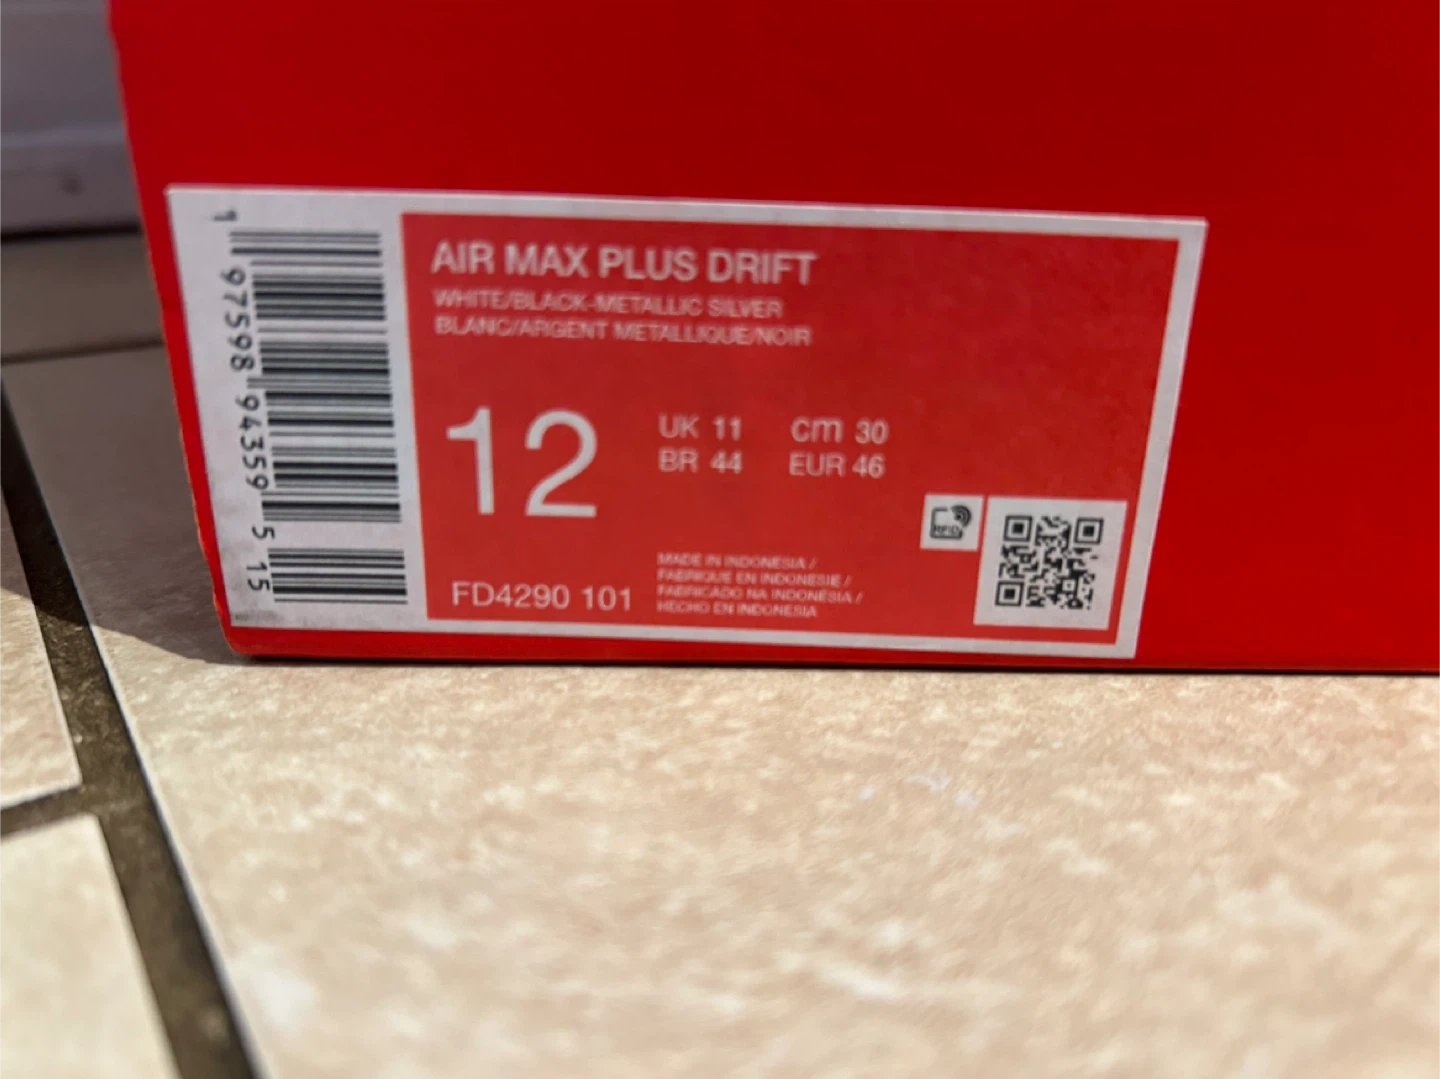 1 97598 94359 5 15
AIR MAX PLUS DRIFT
WHITE/BLACK-METALLIC SILVER
BLANC/ARGENT METALLIQUE/NOIR
12
UK 11
cm 30
BR 44
EUR 46
RFID
FD4290 101
MADE IN INDONESIA /
FABRIQUE EN INDONESIE /
FABRICADO NA INDONESIA /
HECHO EN INDONESIA